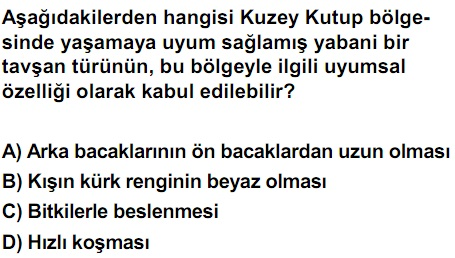 Aşağıdakilerden hangisi Kuzey Kutup bölge-
sinde yaşamaya uyum sağlamış yabani bir
tavşan türünün, bu bölgeyle ilgili uyumsal
özelliği olarak kabul edilebilir?
A) Arka bacaklarının ön bacaklardan uzun olması
B) Kışın kürk renginin beyaz olması
C) Bitkilerle beslenmesi
D) Hızlı koşması